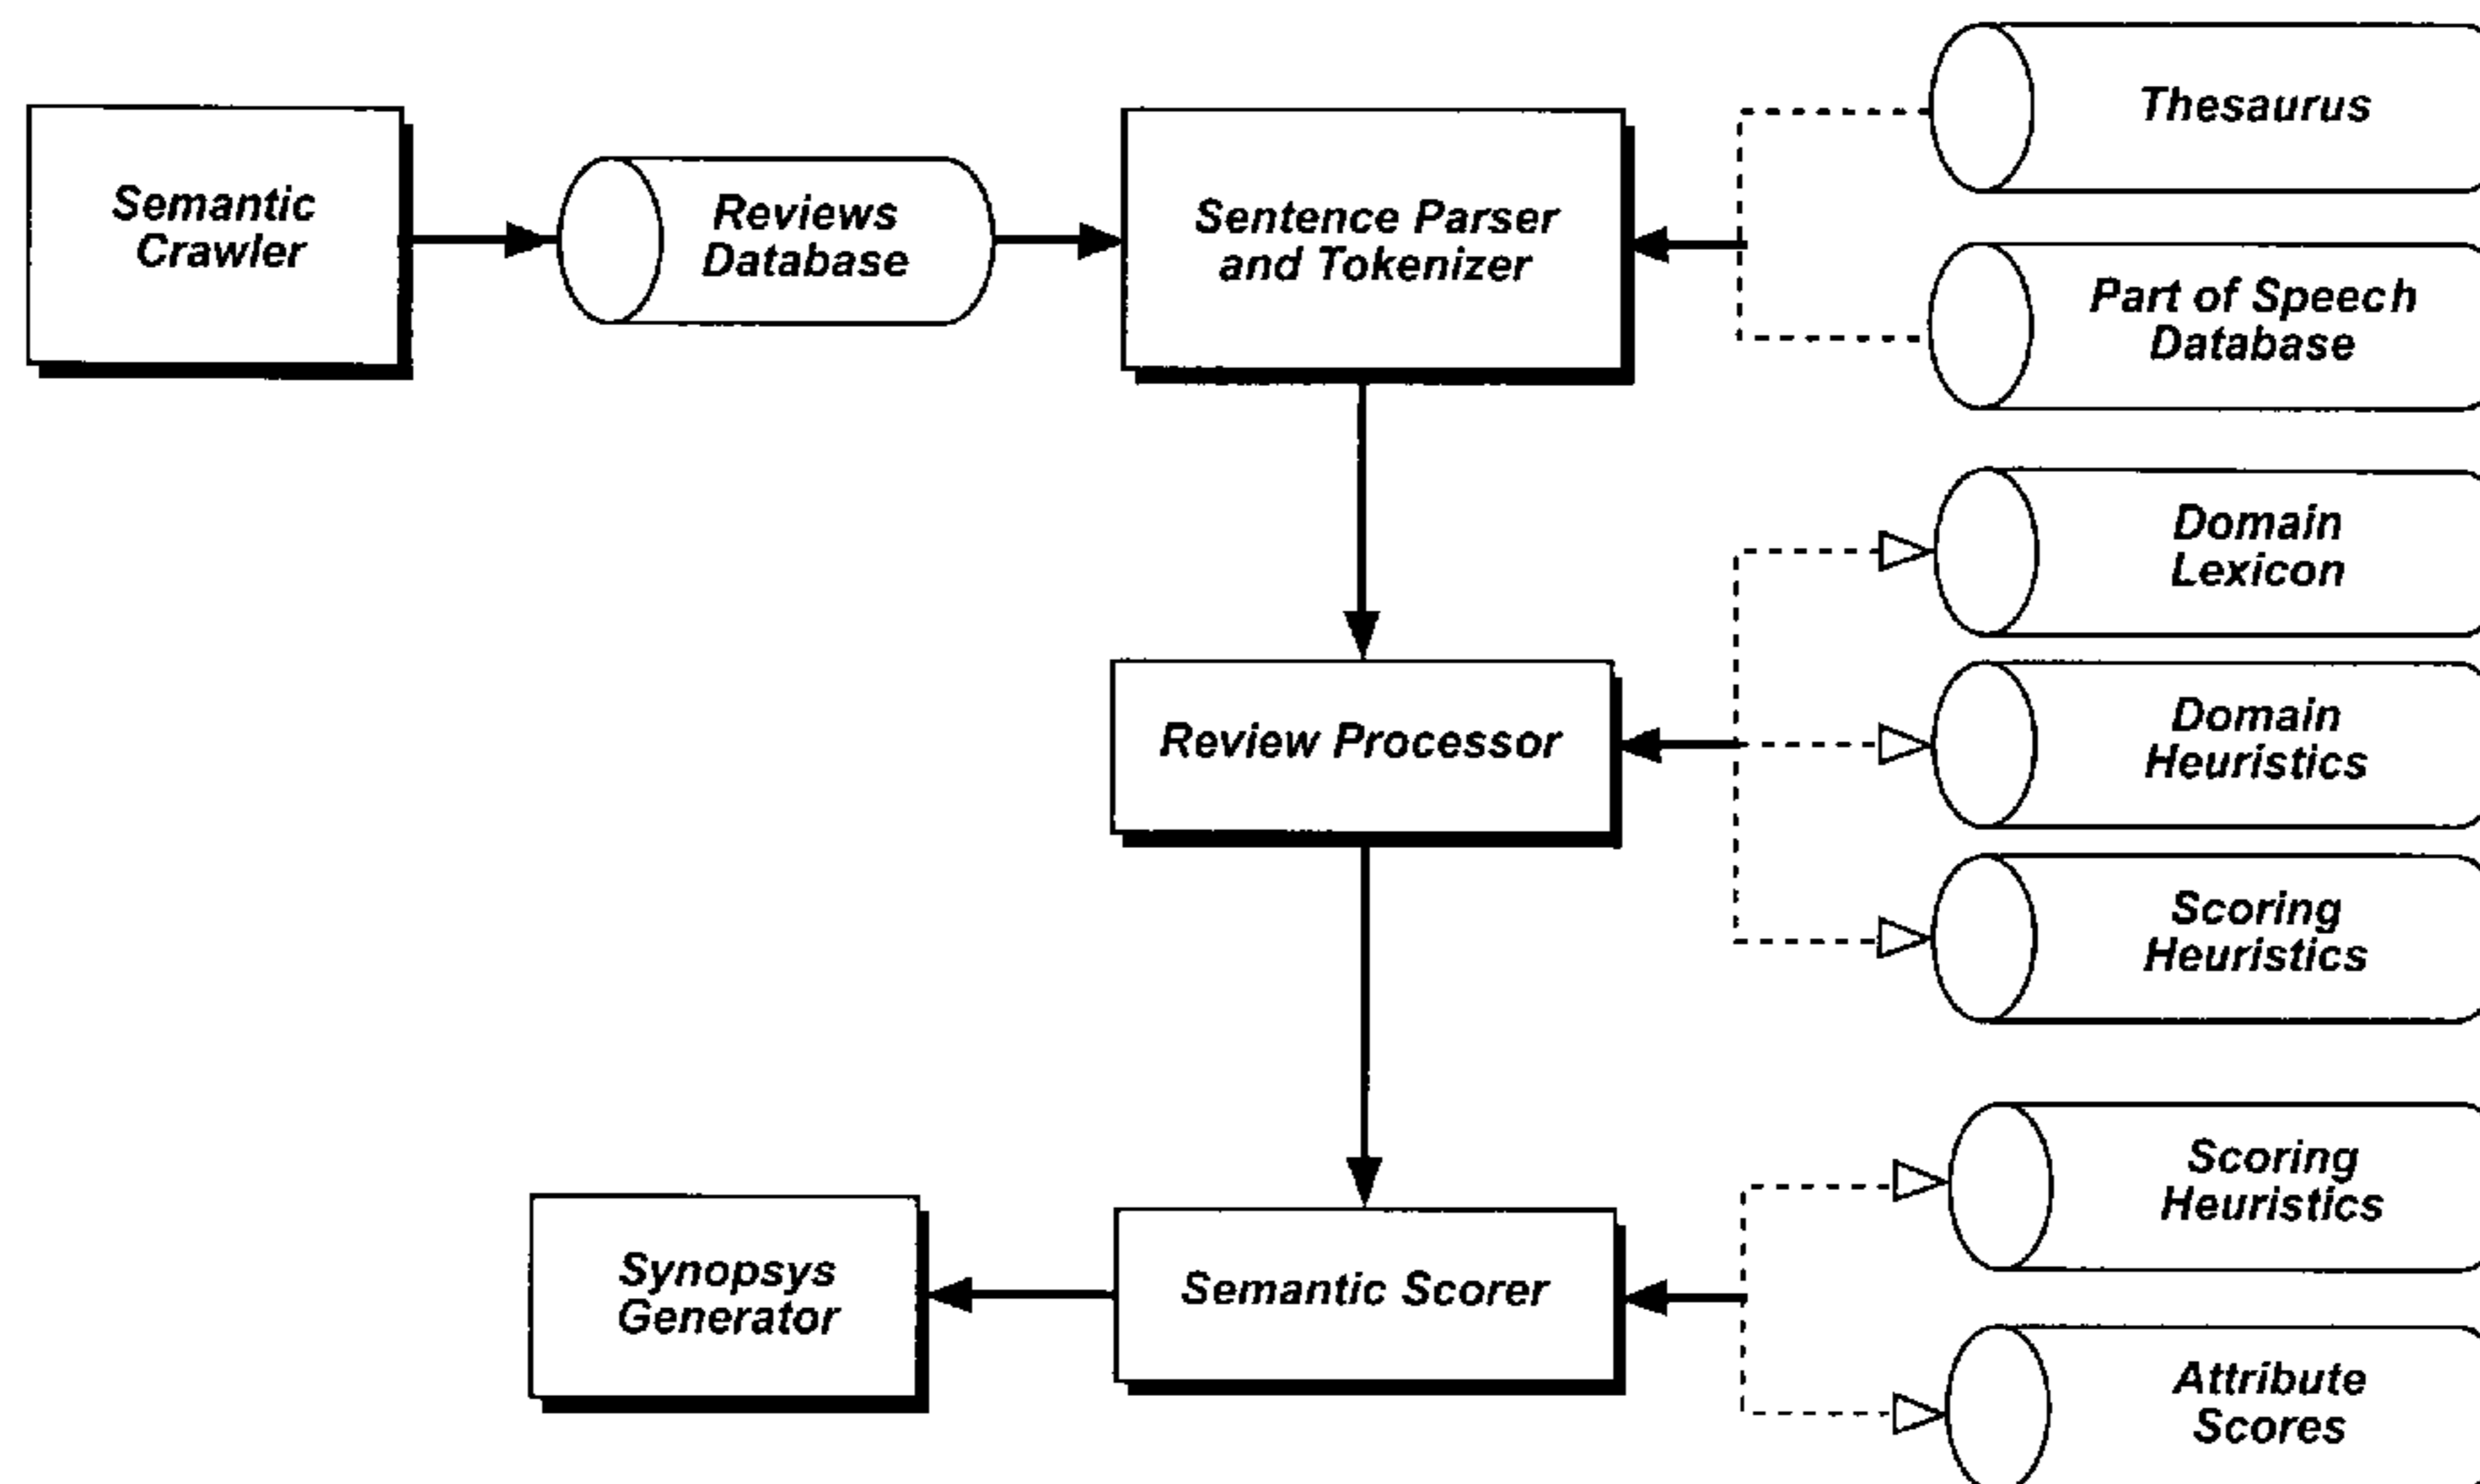 Semantic
Crawler
Reviews
Database
Sentence Parser
and Tokenizer
Thesaurus
Part of Speech
Database
Domain
Lexicon
Review Processor
Domain
Heuristics
Scoring
Heuristics
Synopsys
Generator
Semantic Scorer
Scoring
Heuristics
Attribute
Scores